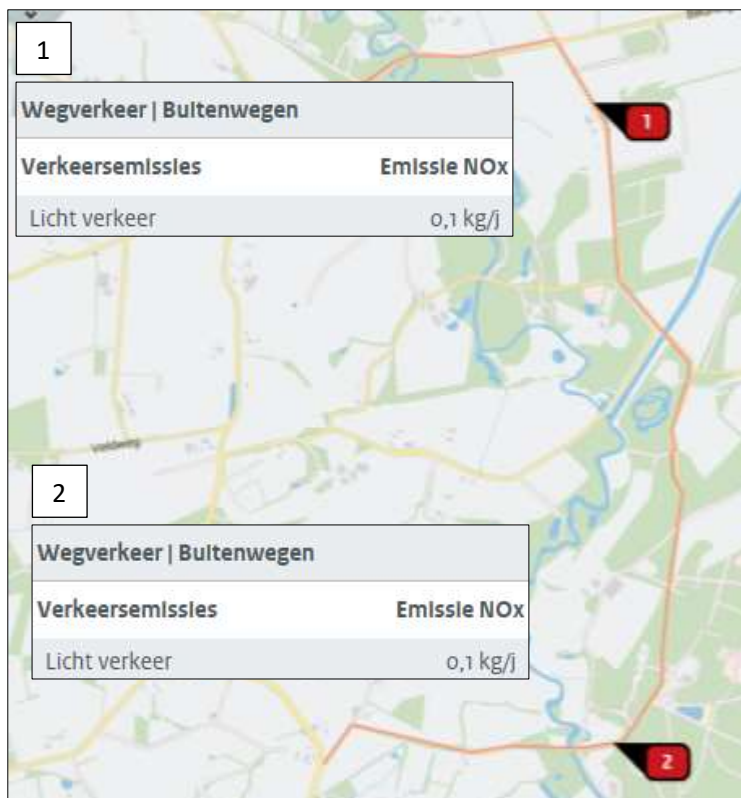 1
Wegverkeer | Buitenwegen
Verkeersemissies Emissie NOx
Licht verkeer 0,1 kg/j
1
Veldweg
2
Wegverkeer | Buitenwegen
Verkeersemissies Emissie NOx
Licht verkeer 0,1 kg/j
2